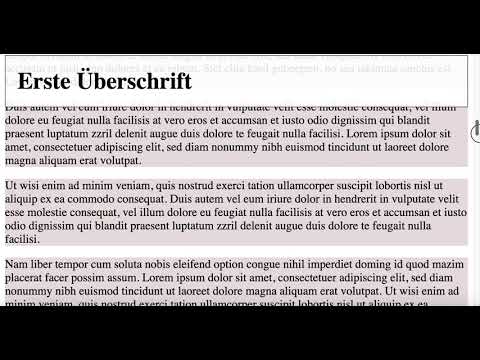 Erste Überschrift
Duis autem vel eum iriure dolor in hendrerit in vulputate velit esse molestie consequat, vel illum
dolore eu feugiat nulla facilisis at vero eros et accumsan et iusto odio dignissim qui blandit
praesent luptatum zzril delenit augue duis dolore te feugait nulla facilisi. Lorem ipsum dolor sit
amet, consectetuer adipiscing elit, sed diam nonummy nibh euismod tincidunt ut laoreet dolore
magna aliquam erat volutpat.
Ut wisi enim ad minim veniam, quis nostrud exerci tation ullamcorper suscipit lobortis nisl ut
aliquip ex ea commodo consequat. Duis autem vel eum iriure dolor in hendrerit in vulputate velit
esse molestie consequat, vel illum dolore eu feugiat nulla facilisis at vero eros et accumsan et iusto
odio dignissim qui blandit praesent luptatum zzril delenit augue duis dolore te feugait nulla
facilisi.
Nam liber tempor cum soluta nobis eleifend option congue nihil imperdiet doming id quod mazim
placerat facer possim assum. Lorem ipsum dolor sit amet, consectetuer adipiscing elit, sed diam
nonummy nibh euismod tincidunt ut laoreet dolore magna aliquam erat volutpat. Ut wisi enim ad
minim veniam, quis nostrud exerci tation ullamcorper suscipit lobortis nisl ut aliquip ex ea